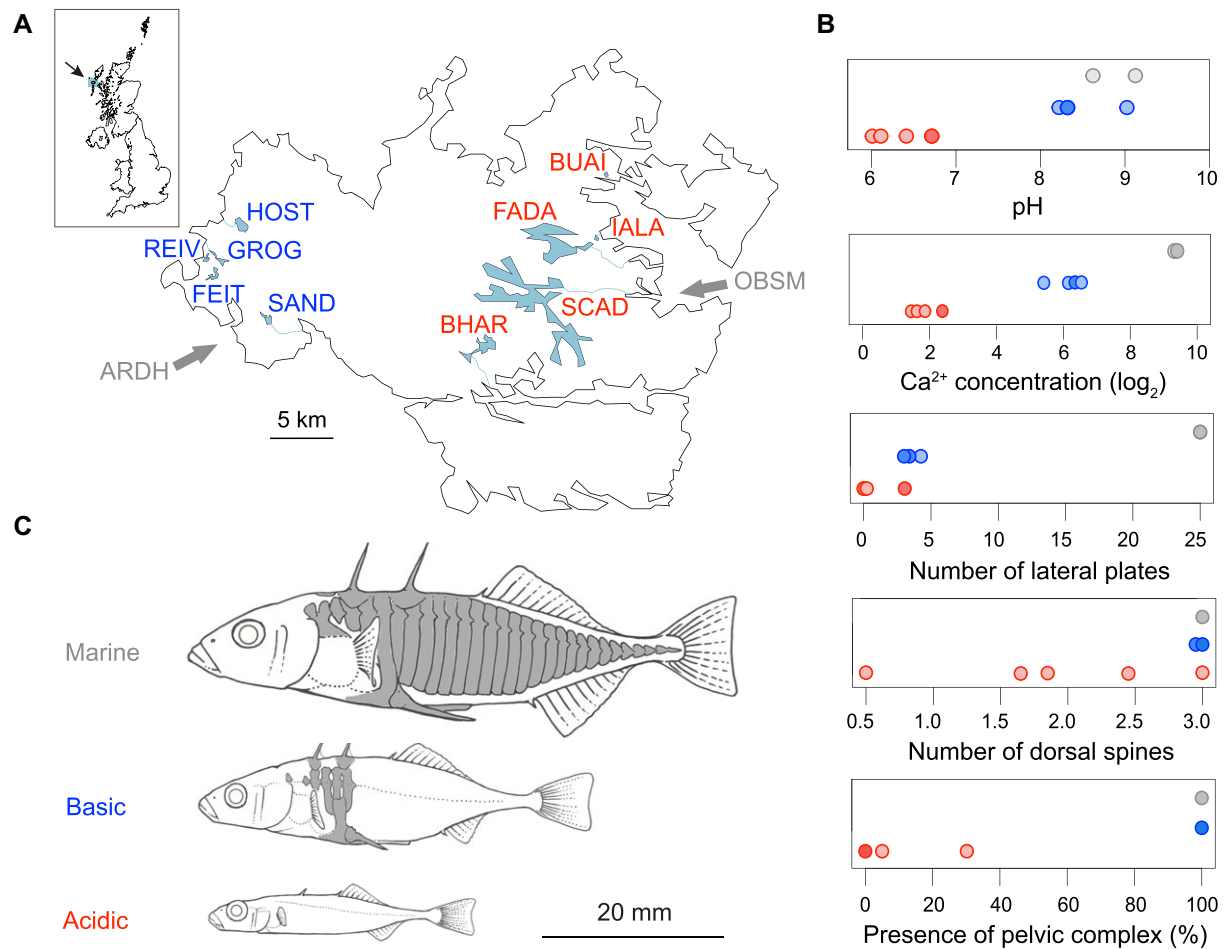 A
BUAI
FADA
IALA
HOST
REIV
GROG
FEIT
SAND
OBSM
SCAD
BHAR
ARDH
5 km
B
6 7 8 9 10
pH
0 2 4 6 8 10
Ca²⁺ concentration (log₂)
0 5 10 15 20 25
Number of lateral plates
0.5 1.0 1.5 2.0 2.5 3.0
Number of dorsal spines
0 20 40 60 80 100
Presence of pelvic complex (%)
C
Marine
Basic
Acidic
20 mm